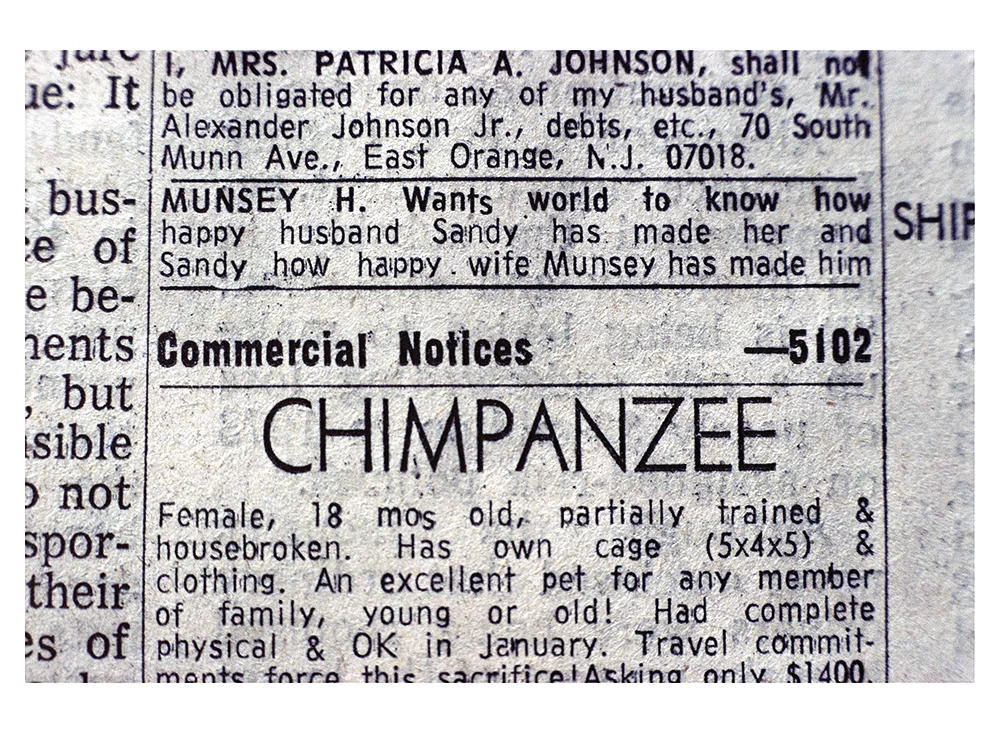 ue: It
bus-
of
e be-
ments
, but
sible
not
spor-
their
es of
I, MRS. PATRICIA A. JOHNSON, shall not
be obligated for any of my husband's, Mr.
Alexander Johnson Jr., debts, etc., 70 South
Munn Ave., East Orange, N.J. 07018.
MUNSEY H. Wants world to know how
happy husband Sandy has made her and
Sandy how happy wife Munsey has made him
Commercial Notices —5102
CHIMPANZEE
Female, 18 mos old, partially trained &
housebroken. Has own cage (5x4x5) &
clothing. An excellent pet for any member
of family, young or old! Had complete
physical & OK in January. Travel commit-
ments force this sacrifice! Asking only $1400.
SHIP